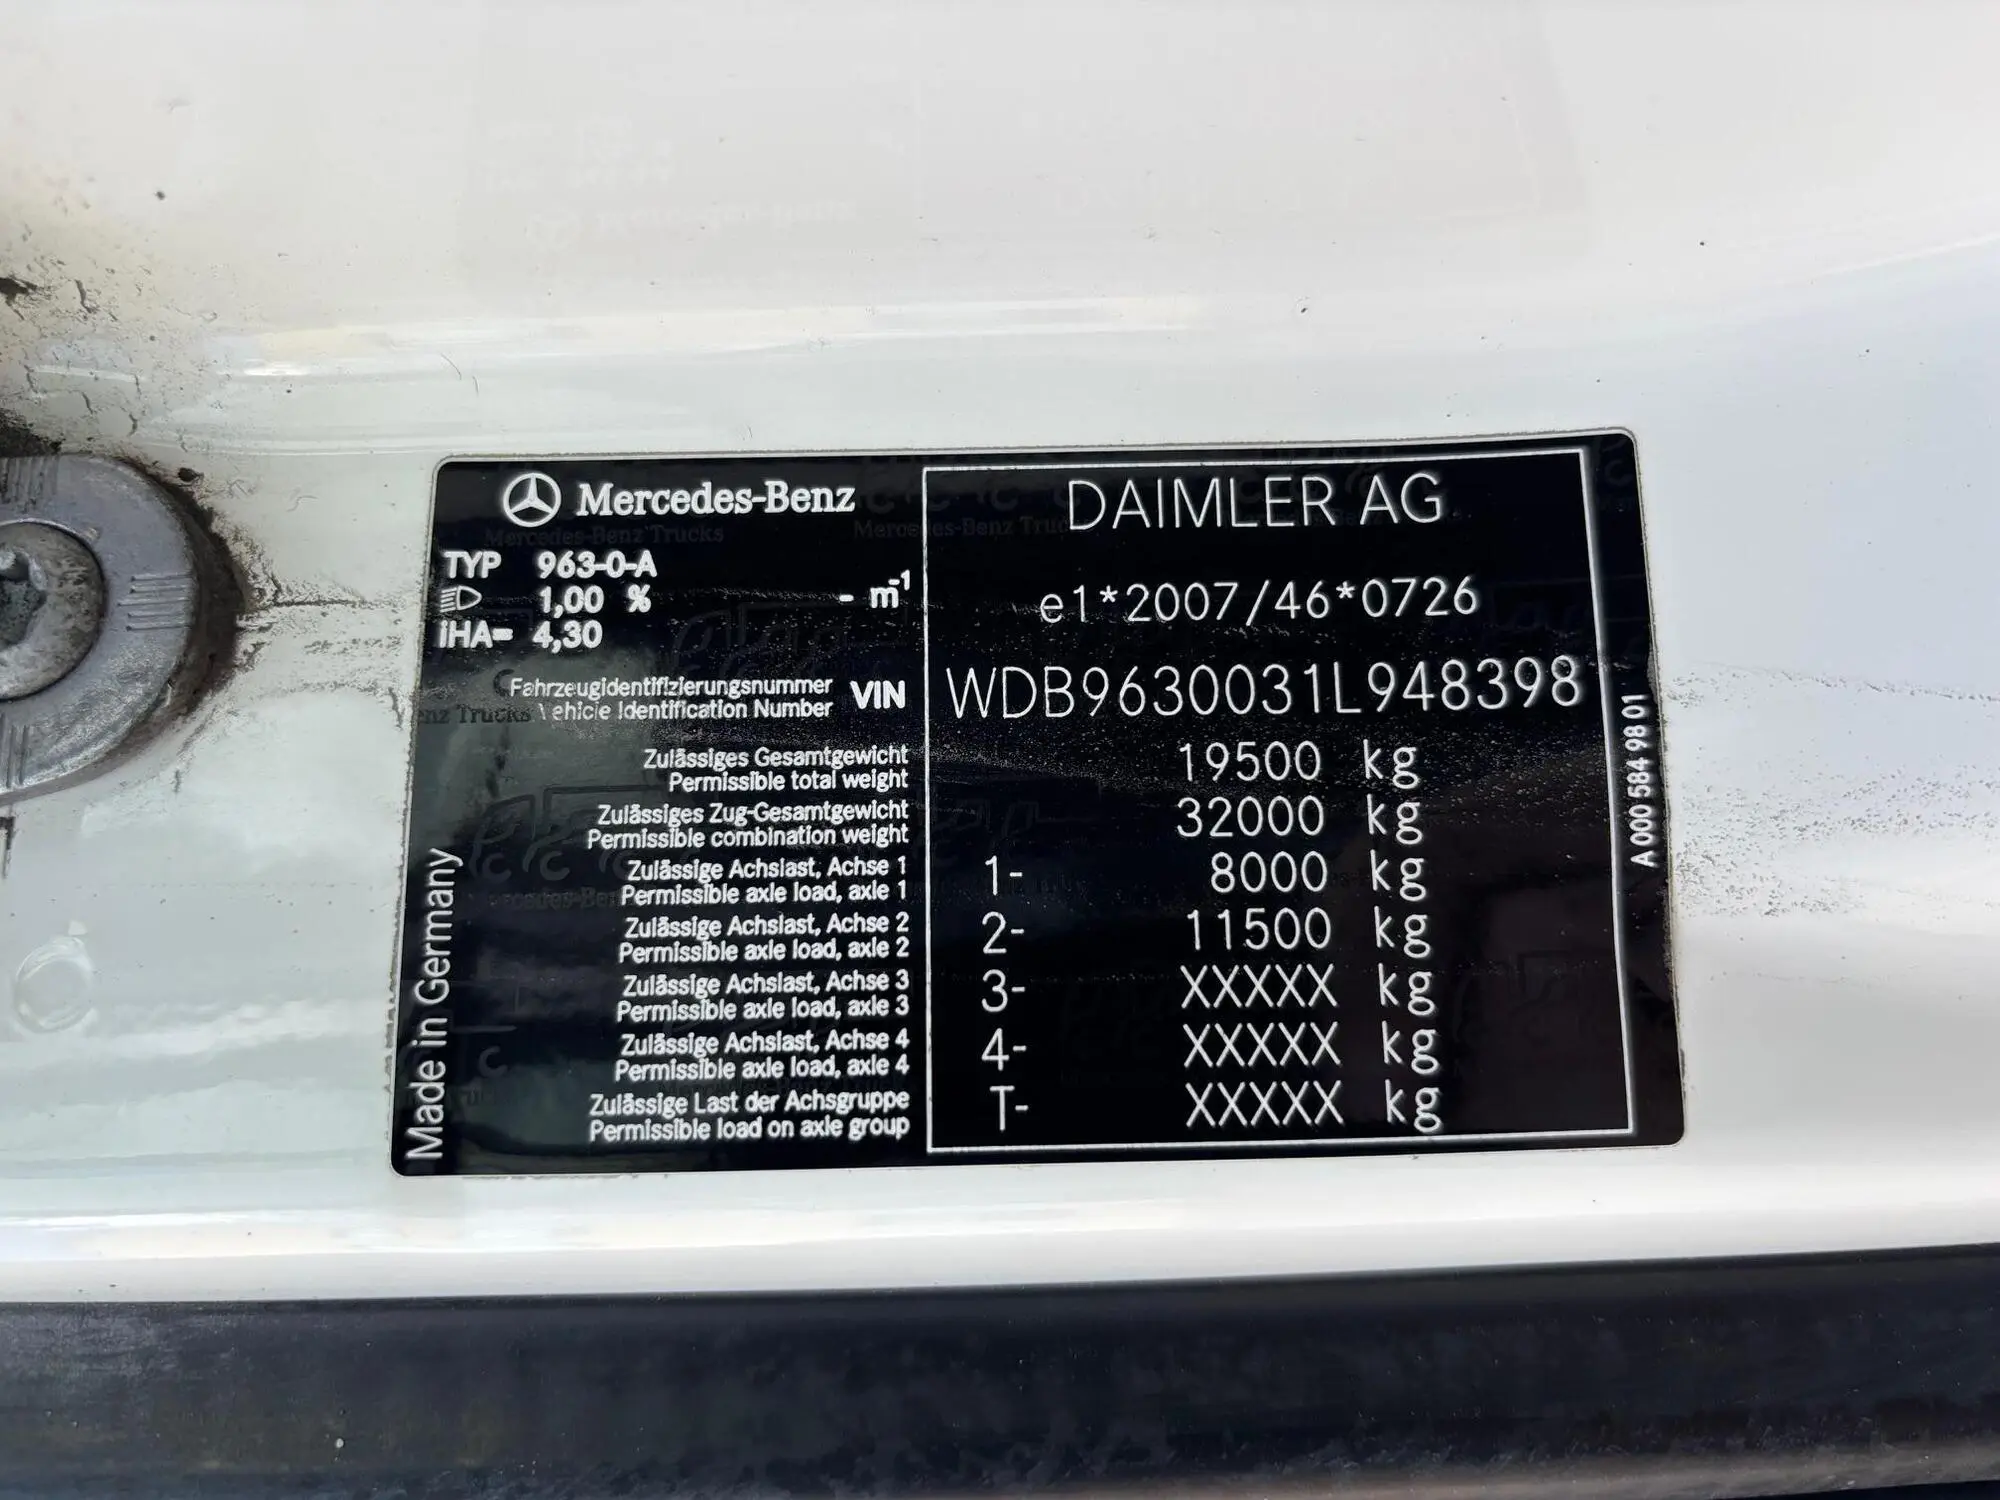 Mercedes-Benz
DAIMLER AG
TYP 963-0-A
1,00 % - m-1
iHA= 4,30
e1*2007/46*0726
Fahrzeugidentifizierungsnummer
Vehicle Identification Number
VIN WDB9630031L948398
Zulässiges Gesamtgewicht
Permissible total weight
19500 kg
Zulässiges Zug-Gesamtgewicht
Permissible combination weight
32000 kg
Zulässige Achslast, Achse 1
Permissible axle load, axle 1
1- 8000 kg
Zulässige Achslast, Achse 2
Permissible axle load, axle 2
2- 11500 kg
Zulässige Achslast, Achse 3
Permissible axle load, axle 3
3- XXXXX kg
Zulässige Achslast, Achse 4
Permissible axle load, axle 4
4- XXXXX kg
Zulässige Last der Achsgruppe
Permissible load on axle group
T- XXXXX kg
Made in Germany
A 000 584 98 01
Mercedes-Benz Trucks